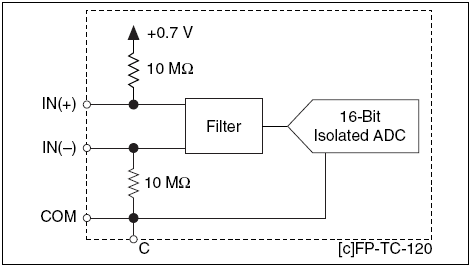 +0.7 V
10 MΩ
IN(+)
Filter
16-Bit
Isolated ADC
IN(–)
10 MΩ
COM
C
[c]FP-TC-120